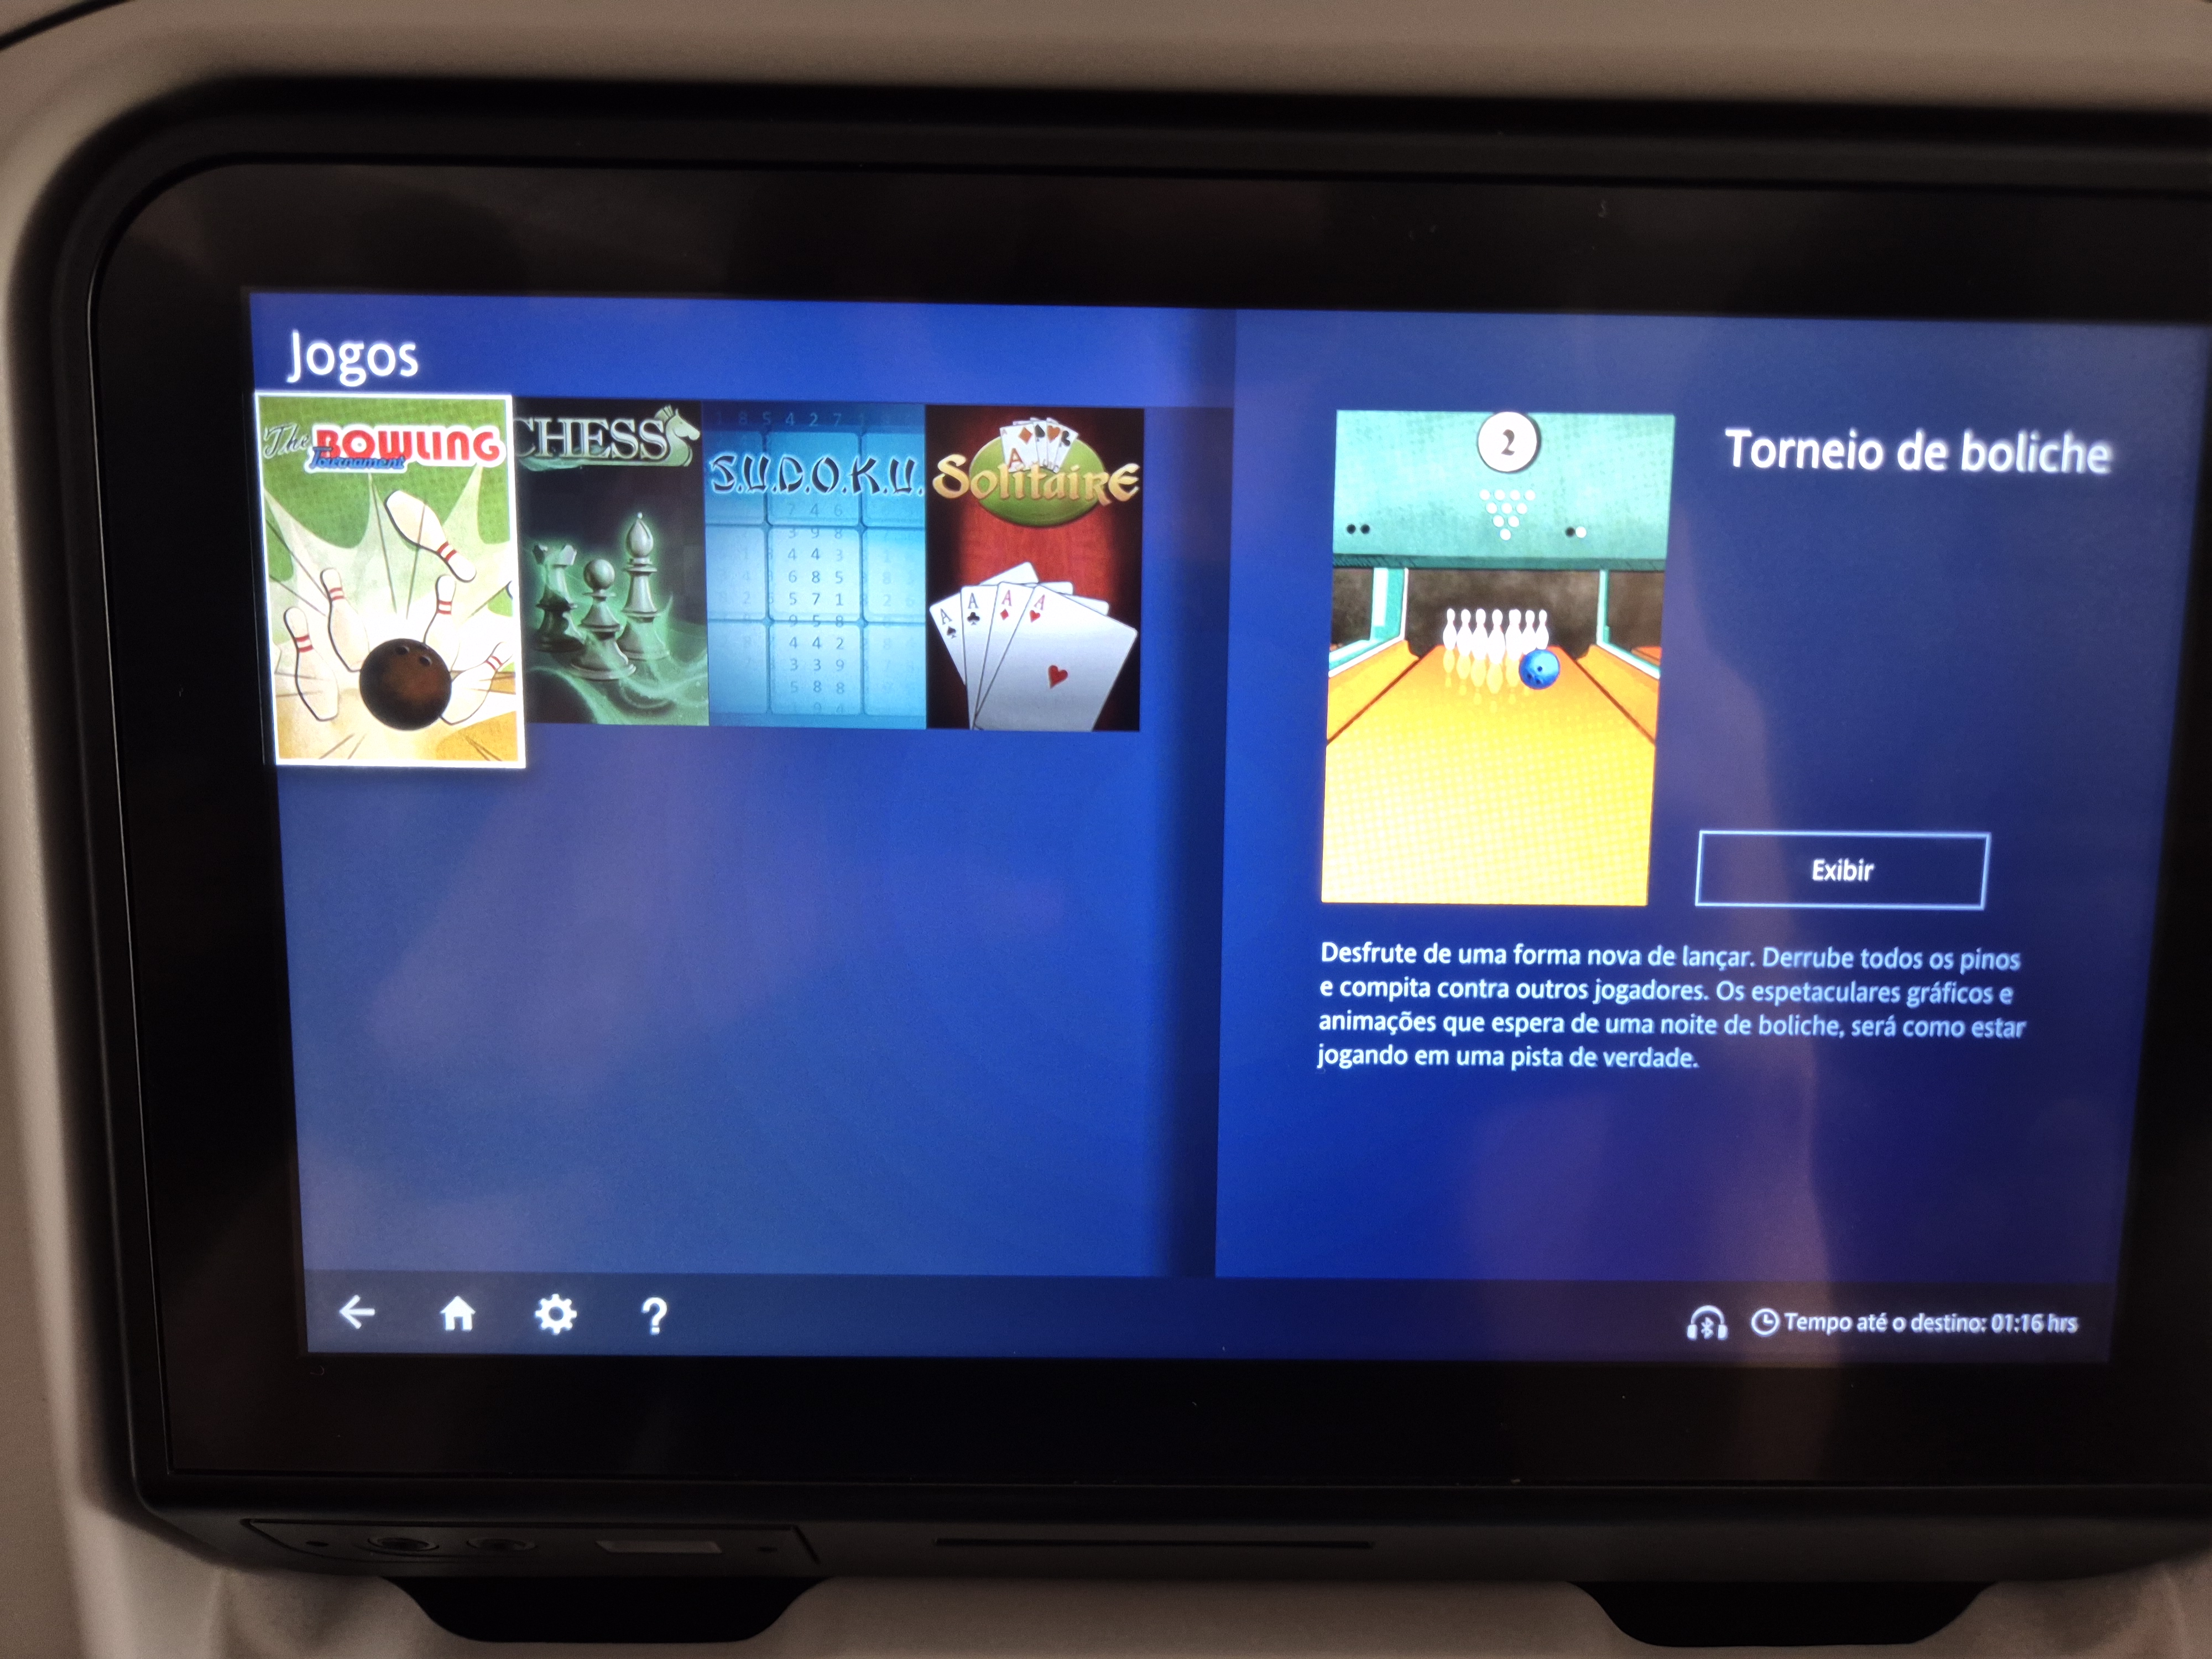 Jogos
The BOWLING
Tournament
CHESS
S.U.D.O.K.U.
Solitaire
2
Torneio de boliche
Exibir
Desfrute de uma forma nova de lançar. Derrube todos os pinos
e compita contra outros jogadores. Os espetaculares gráficos e
animações que espera de uma noite de boliche, será como estar
jogando em uma pista de verdade.
?
Tempo até o destino: 01:16 hrs